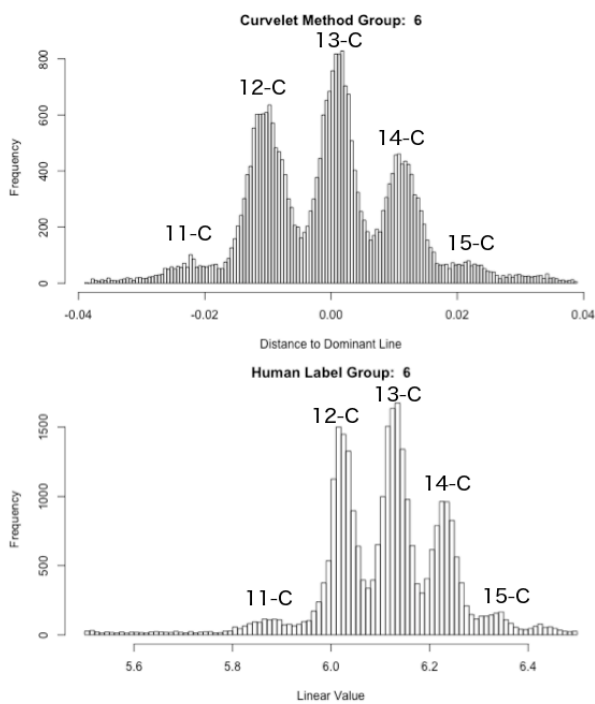 Curvelet Method Group: 6
13-C
12-C
14-C
11-C
15-C
Frequency
0
200
400
600
800
-0.04
-0.02
0.00
0.02
0.04
Distance to Dominant Line
Human Label Group: 6
13-C
12-C
14-C
11-C
15-C
Frequency
0
500
1000
1500
5.6
5.8
6.0
6.2
6.4
Linear Value